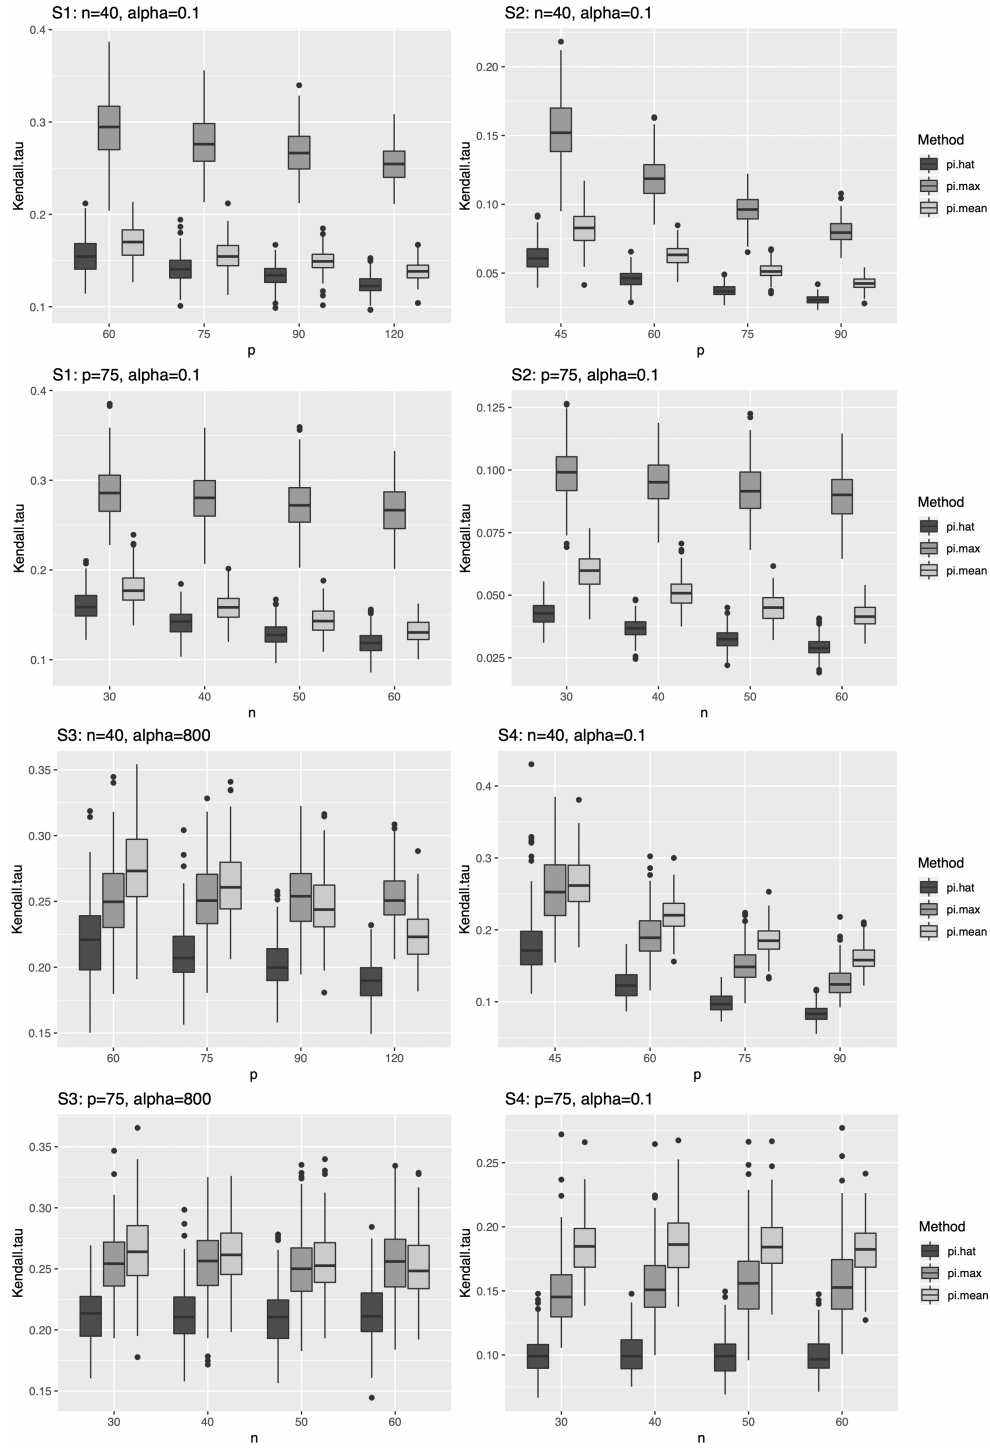 S1: n=40, alpha=0.1
Kendall.tau
0.4
0.3
0.2
0.1
60 75 90 120
p
S2: n=40, alpha=0.1
Kendall.tau
0.20
0.15
0.10
0.05
45 60 75 90
p
Method
pi.hat
pi.max
pi.mean
S1: p=75, alpha=0.1
Kendall.tau
0.4
0.3
0.2
0.1
30 40 50 60
n
S2: p=75, alpha=0.1
Kendall.tau
0.125
0.100
0.075
0.050
0.025
30 40 50 60
n
Method
pi.hat
pi.max
pi.mean
S3: n=40, alpha=800
Kendall.tau
0.35
0.30
0.25
0.20
0.15
60 75 90 120
p
S4: n=40, alpha=0.1
Kendall.tau
0.4
0.3
0.2
0.1
45 60 75 90
p
Method
pi.hat
pi.max
pi.mean
S3: p=75, alpha=800
Kendall.tau
0.35
0.30
0.25
0.20
0.15
30 40 50 60
n
S4: p=75, alpha=0.1
Kendall.tau
0.25
0.20
0.15
0.10
30 40 50 60
n
Method
pi.hat
pi.max
pi.mean